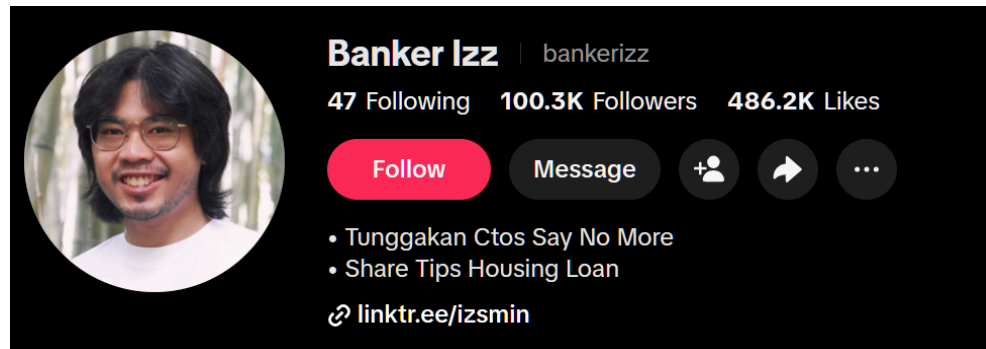 Banker Izz bankerizz
47 Following 100.3K Followers 486.2K Likes
Follow Message
• Tunggakan Ctos Say No More
• Share Tips Housing Loan
linktr.ee/izsmin